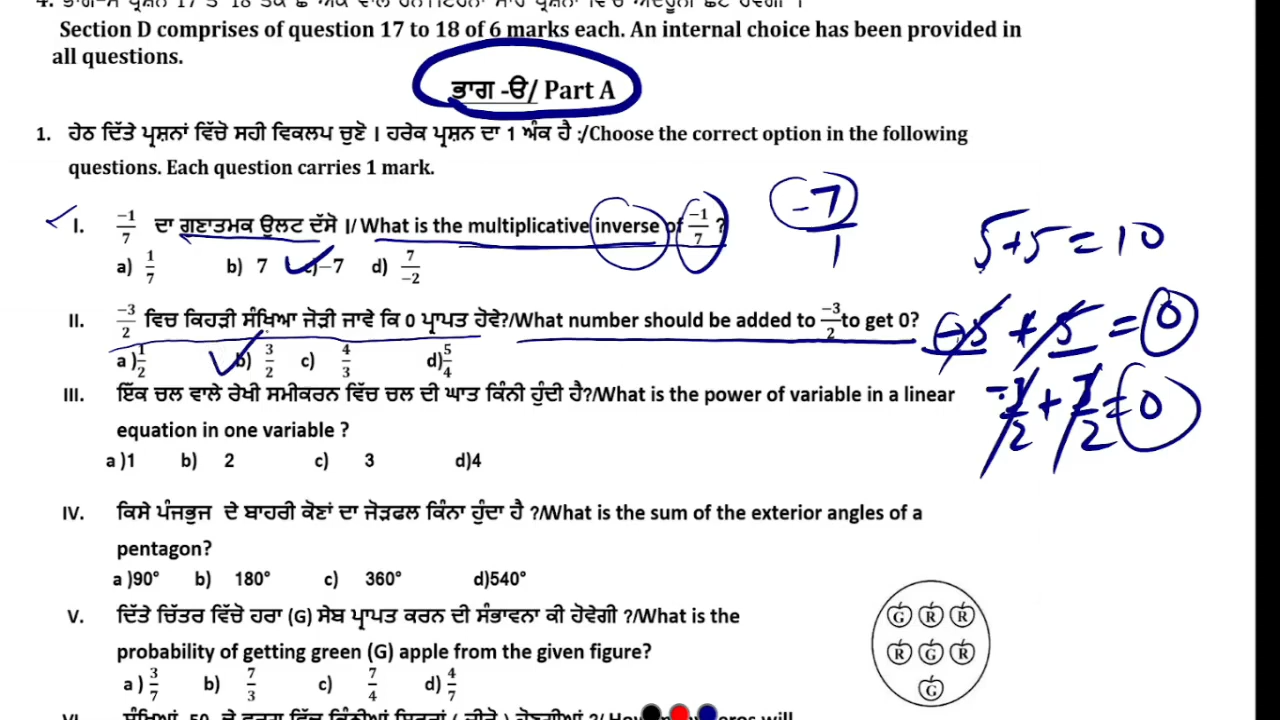 4. ਭਾਗ-ਸ ਪ੍ਰਸ਼ਨ 17 ਤੋਂ 18 ਤੱਕ ਛੇ ਅੰਕ ਵਾਲੇ ਹਨ।ਇਹਨਾਂ ਸਾਰੇ ਪ੍ਰਸ਼ਨਾਂ ਵਿੱਚ ਅੰਦਰੂਨੀ ਛੋਟ ਹੋਵੇਗੀ ।
Section D comprises of question 17 to 18 of 6 marks each. An internal choice has been provided in
all questions.
ਭਾਗ -ੳ/ Part A
1. ਹੇਠ ਦਿੱਤੇ ਪ੍ਰਸ਼ਨਾਂ ਵਿੱਚੋ ਸਹੀ ਵਿਕਲਪ ਚੁਣੋ । ਹਰੇਕ ਪ੍ਰਸ਼ਨ ਦਾ 1 ਅੰਕ ਹੈ :/Choose the correct option in the following
questions. Each question carries 1 mark.
I. -1/7 ਦਾ ਗੁਣਾਤਮਕ ਉਲਟ ਦੱਸੋ ।/ What is the multiplicative inverse of -1/7 ? -7/1
a) 1/7 b) 7 c) -7 d) 7/-2
5+5=10
II. -3/2 ਵਿਚ ਕਿਹੜੀ ਸੰਖਿਆ ਜੋੜੀ ਜਾਵੇ ਕਿ 0 ਪ੍ਰਾਪਤ ਹੋਵੇ?/What number should be added to -3/2 to get 0? -5+5=0
a )1/2 b) 3/2 c) 4/3 d)5/4
III. ਇੱਕ ਚਲ ਵਾਲੇ ਰੇਖੀ ਸਮੀਕਰਨ ਵਿੱਚ ਚਲ ਦੀ ਘਾਤ ਕਿੰਨੀ ਹੁੰਦੀ ਹੈ?/What is the power of variable in a linear
equation in one variable ?
a )1 b) 2 c) 3 d)4
IV. ਕਿਸੇ ਪੰਜਭੁਜ ਦੇ ਬਾਹਰੀ ਕੋਣਾਂ ਦਾ ਜੋੜਫਲ ਕਿੰਨਾ ਹੁੰਦਾ ਹੈ ?/What is the sum of the exterior angles of a
pentagon?
a )90° b) 180° c) 360° d)540°
V. ਦਿੱਤੇ ਚਿੱਤਰ ਵਿੱਚੋ ਹਰਾ (G) ਸੇਬ ਪ੍ਰਾਪਤ ਕਰਨ ਦੀ ਸੰਭਾਵਨਾ ਕੀ ਹੋਵੇਗੀ ?/What is the
probability of getting green (G) apple from the given figure?
a ) 3/7 b) 7/3 c) 7/4 d) 4/7
G R R
R G R
G